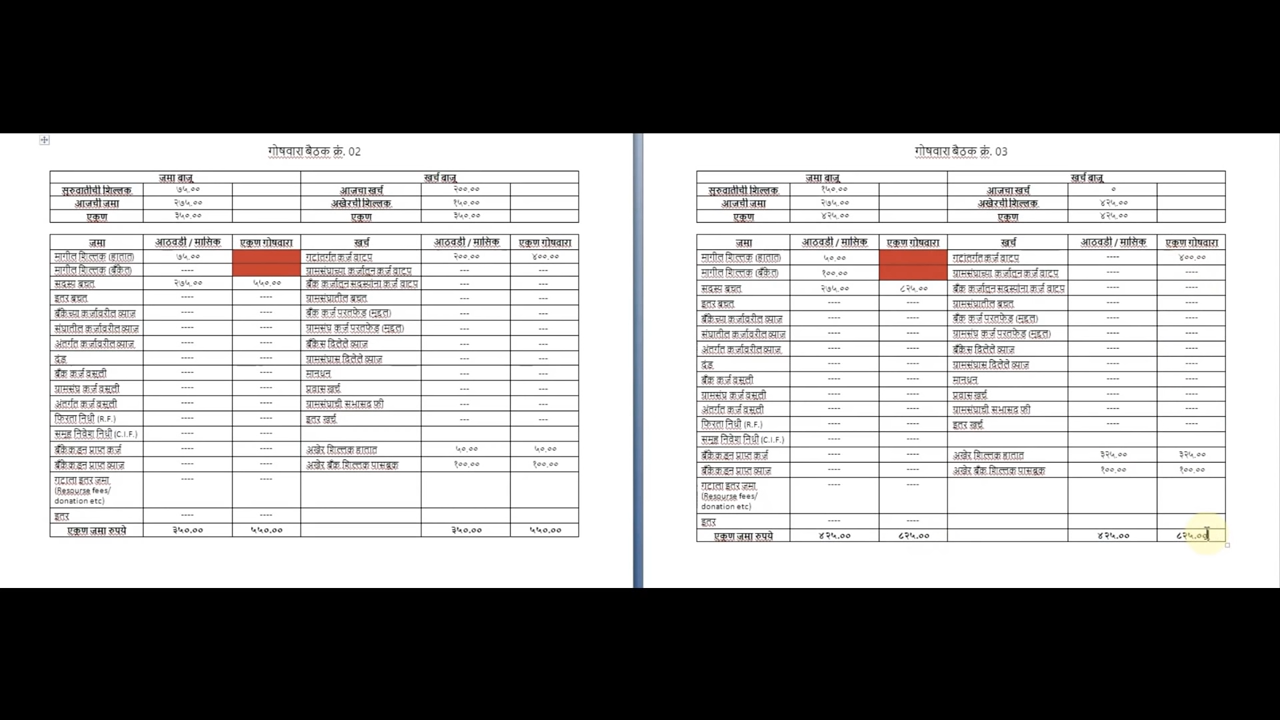 गोषवारा बैठक क्रं. 02
जमा बाजू खर्च बाजू
सुरुवातीची शिल्लक ७५.०० आजचा खर्च २००.००
आजची जमा २७५.०० अखेरची शिल्लक १५०.००
एकुण ३५०.०० एकुण ३५०.००
जमा आठवडी / मासिक एकुण गोषवारा खर्च आठवडी / मासिक एकुण गोषवारा
मागील शिल्लक (हातात) ७५.०० गटांतर्गत कर्ज वाटप २००.०० ४००.००
मागील शिल्लक (बँकेत) ---- ग्रामसंघाच्या कर्जातून कर्ज वाटप --- ---
सदस्य बचत २७५.०० ५५०.०० बँक कर्जातून सदस्यांना कर्ज वाटप --- ---
इतर बचत ---- ---- ग्रामसंघातील बचत --- ---
बँकेच्या कर्जावरील व्याज ---- ---- बँक कर्ज परतफेड (मुद्दत) --- ---
संघातील कर्जावरील व्याज ---- ---- ग्रामसंघ कर्ज परतफेड (मुद्दत) --- ---
अंतर्गत कर्जावरील व्याज ---- ---- बँकेस दिलेले व्याज --- ---
दंड ---- ---- ग्रामसंघास दिलेले व्याज --- ---
बँक कर्ज वसूली ---- ---- मानधन --- ---
ग्रामसंघ कर्ज वसूली ---- ---- प्रवास खर्च --- ---
अंतर्गत कर्ज वसूली ---- ---- ग्रामसंघाची सभासद फी --- ---
फिरता निधी (R.F.) ---- ---- इतर खर्च --- ---
समूह निवेश निधी (C.I.F.) ---- ----
बँकेकडून प्राप्त कर्ज ---- ---- अखेर शिल्लक हातात ५०.०० ५०.००
बँकेकडून प्राप्त व्याज ---- ---- अखेर बँक शिल्लक पासबूक १००.०० १००.००
गटाला इतर जमा ---- ----
(Resourse fees/
donation etc)
इतर ---- ----
एकुण जमा रुपये ३५०.०० ५५०.०० ३५०.०० ५५०.००
गोषवारा बैठक क्रं. 03
जमा बाजू खर्च बाजू
सुरुवातीची शिल्लक १५०.०० आजचा खर्च ०
आजची जमा २७५.०० अखेरची शिल्लक ४२५.००
एकुण ४२५.०० एकुण ४२५.००
जमा आठवडी / मासिक एकुण गोषवारा खर्च आठवडी / मासिक एकुण गोषवारा
मागील शिल्लक (हातात) ५०.०० गटांतर्गत कर्ज वाटप ---- ४००.००
मागील शिल्लक (बँकेत) १००.०० ग्रामसंघाच्या कर्जातून कर्ज वाटप ---- ----
सदस्य बचत २७५.०० ८२५.०० बँक कर्जातून सदस्यांना कर्ज वाटप ---- ----
इतर बचत ---- ---- ग्रामसंघातील बचत ---- ----
बँकेच्या कर्जावरील व्याज ---- ---- बँक कर्ज परतफेड (मुद्दत) ---- ----
संघातील कर्जावरील व्याज ---- ---- ग्रामसंघ कर्ज परतफेड (मुद्दत) ---- ----
अंतर्गत कर्जावरील व्याज ---- ---- बँकेस दिलेले व्याज ---- ----
दंड ---- ---- ग्रामसंघास दिलेले व्याज ---- ----
बँक कर्ज वसूली ---- ---- मानधन ---- ----
ग्रामसंघ कर्ज वसूली ---- ---- प्रवास खर्च ---- ----
अंतर्गत कर्ज वसूली ---- ---- ग्रामसंघाची सभासद फी ---- ----
फिरता निधी (R.F.) ---- ---- इतर खर्च ---- ----
समूह निवेश निधी (C.I.F.) ---- ----
बँकेकडून प्राप्त कर्ज ---- ---- अखेर शिल्लक हातात ३२५.०० ३२५.००
बँकेकडून प्राप्त व्याज ---- ---- अखेर बँक शिल्लक पासबूक १००.०० १००.००
गटाला इतर जमा ---- ----
(Resourse fees/
donation etc)
इतर ---- ----
एकुण जमा रुपये ४२५.०० ८२५.०० ४२५.०० ८२५.००